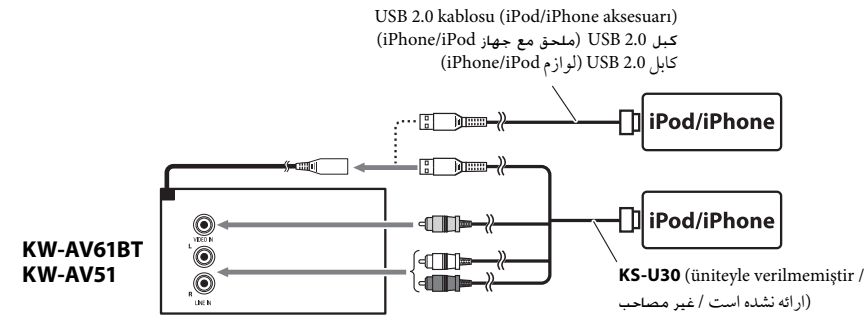 USB 2.0 kablosu (iPod/iPhone aksesuarı)
كبل USB 2.0 (ملحق مع جهاز iPhone/iPod)
كابل USB 2.0 (لوازم iPhone/iPod)
iPod/iPhone
iPod/iPhone
VIDEO IN
L
R
LINE IN
KW-AV61BT
KW-AV51
KS-U30 (üniteyle verilmemiştir /
ارائه نشده است / غير مصاحب)